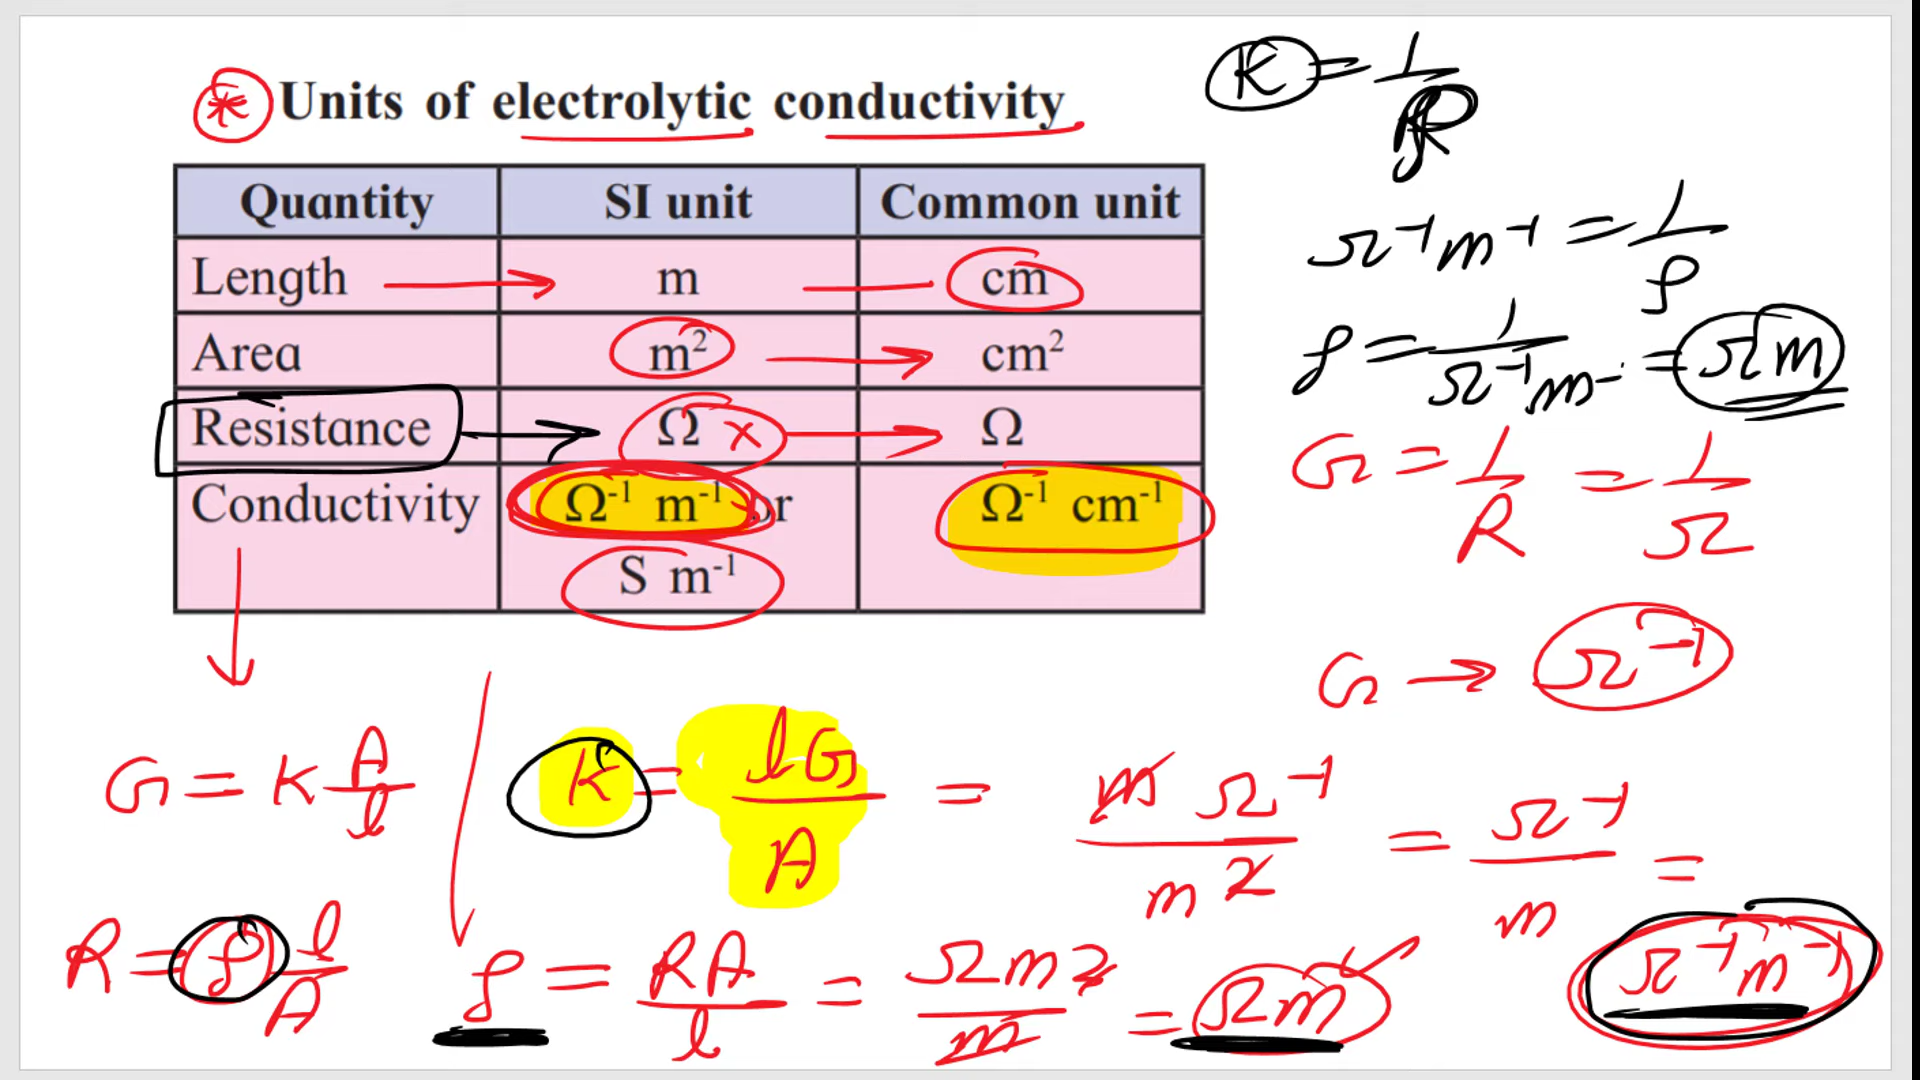 * Units of electrolytic conductivity
Quantity SI unit Common unit
Length m cm
Area m² cm²
Resistance Ω x Ω
Conductivity Ω⁻¹ m⁻¹ or Ω⁻¹ cm⁻¹
S m⁻¹
K = 1/ρ
Ω⁻¹m⁻¹ = 1/ρ
ρ = 1/Ω⁻¹m⁻ = Ωm
G = 1/R = 1/Ω
G → Ω⁻¹
G = K A/l
K = lG/A = m Ω⁻¹/m² = Ω⁻¹/m =
Ω⁻¹m⁻¹
R = ρ l/A
ρ = RA/l = Ωm²/m = Ωm